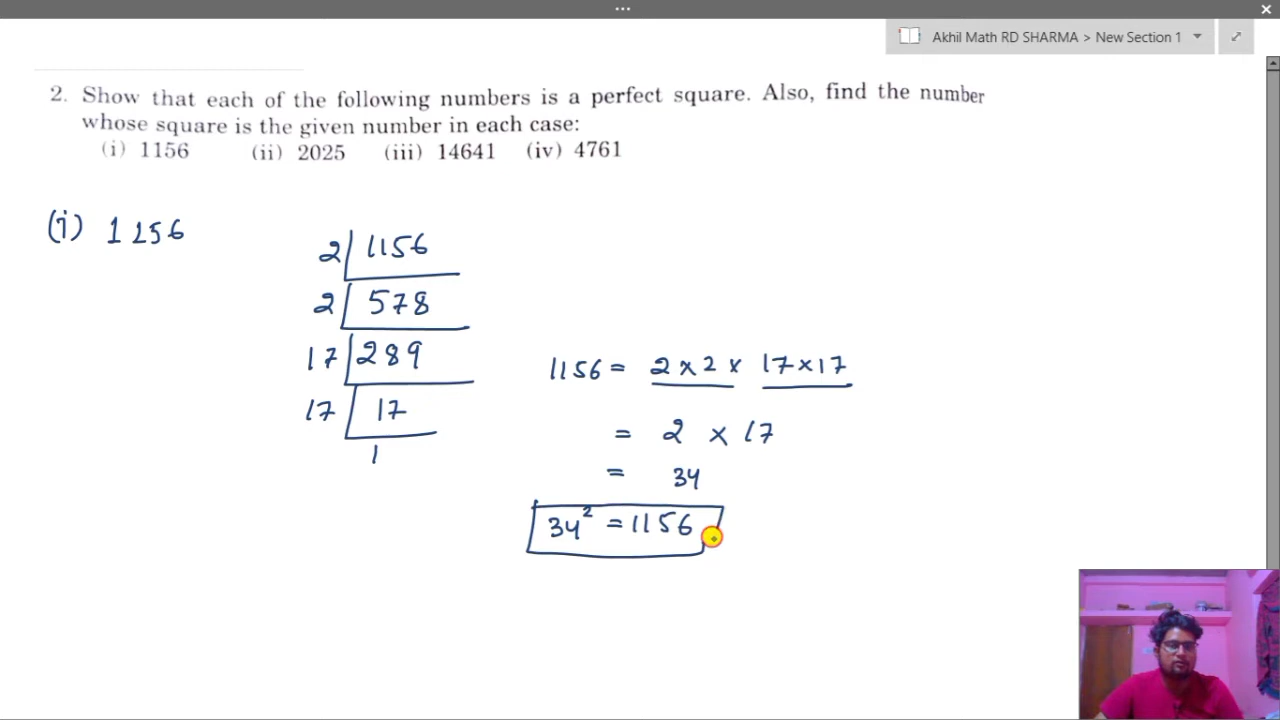 Akhil Math RD SHARMA > New Section 1
2. Show that each of the following numbers is a perfect square. Also, find the number
whose square is the given number in each case:
(i) 1156 (ii) 2025 (iii) 14641 (iv) 4761
(i) 1156
2 | 1156
2 | 578
17 | 289
17 | 17
1
1156 = 2 × 2 × 17 × 17
= 2 × 17
= 34
34² = 1156